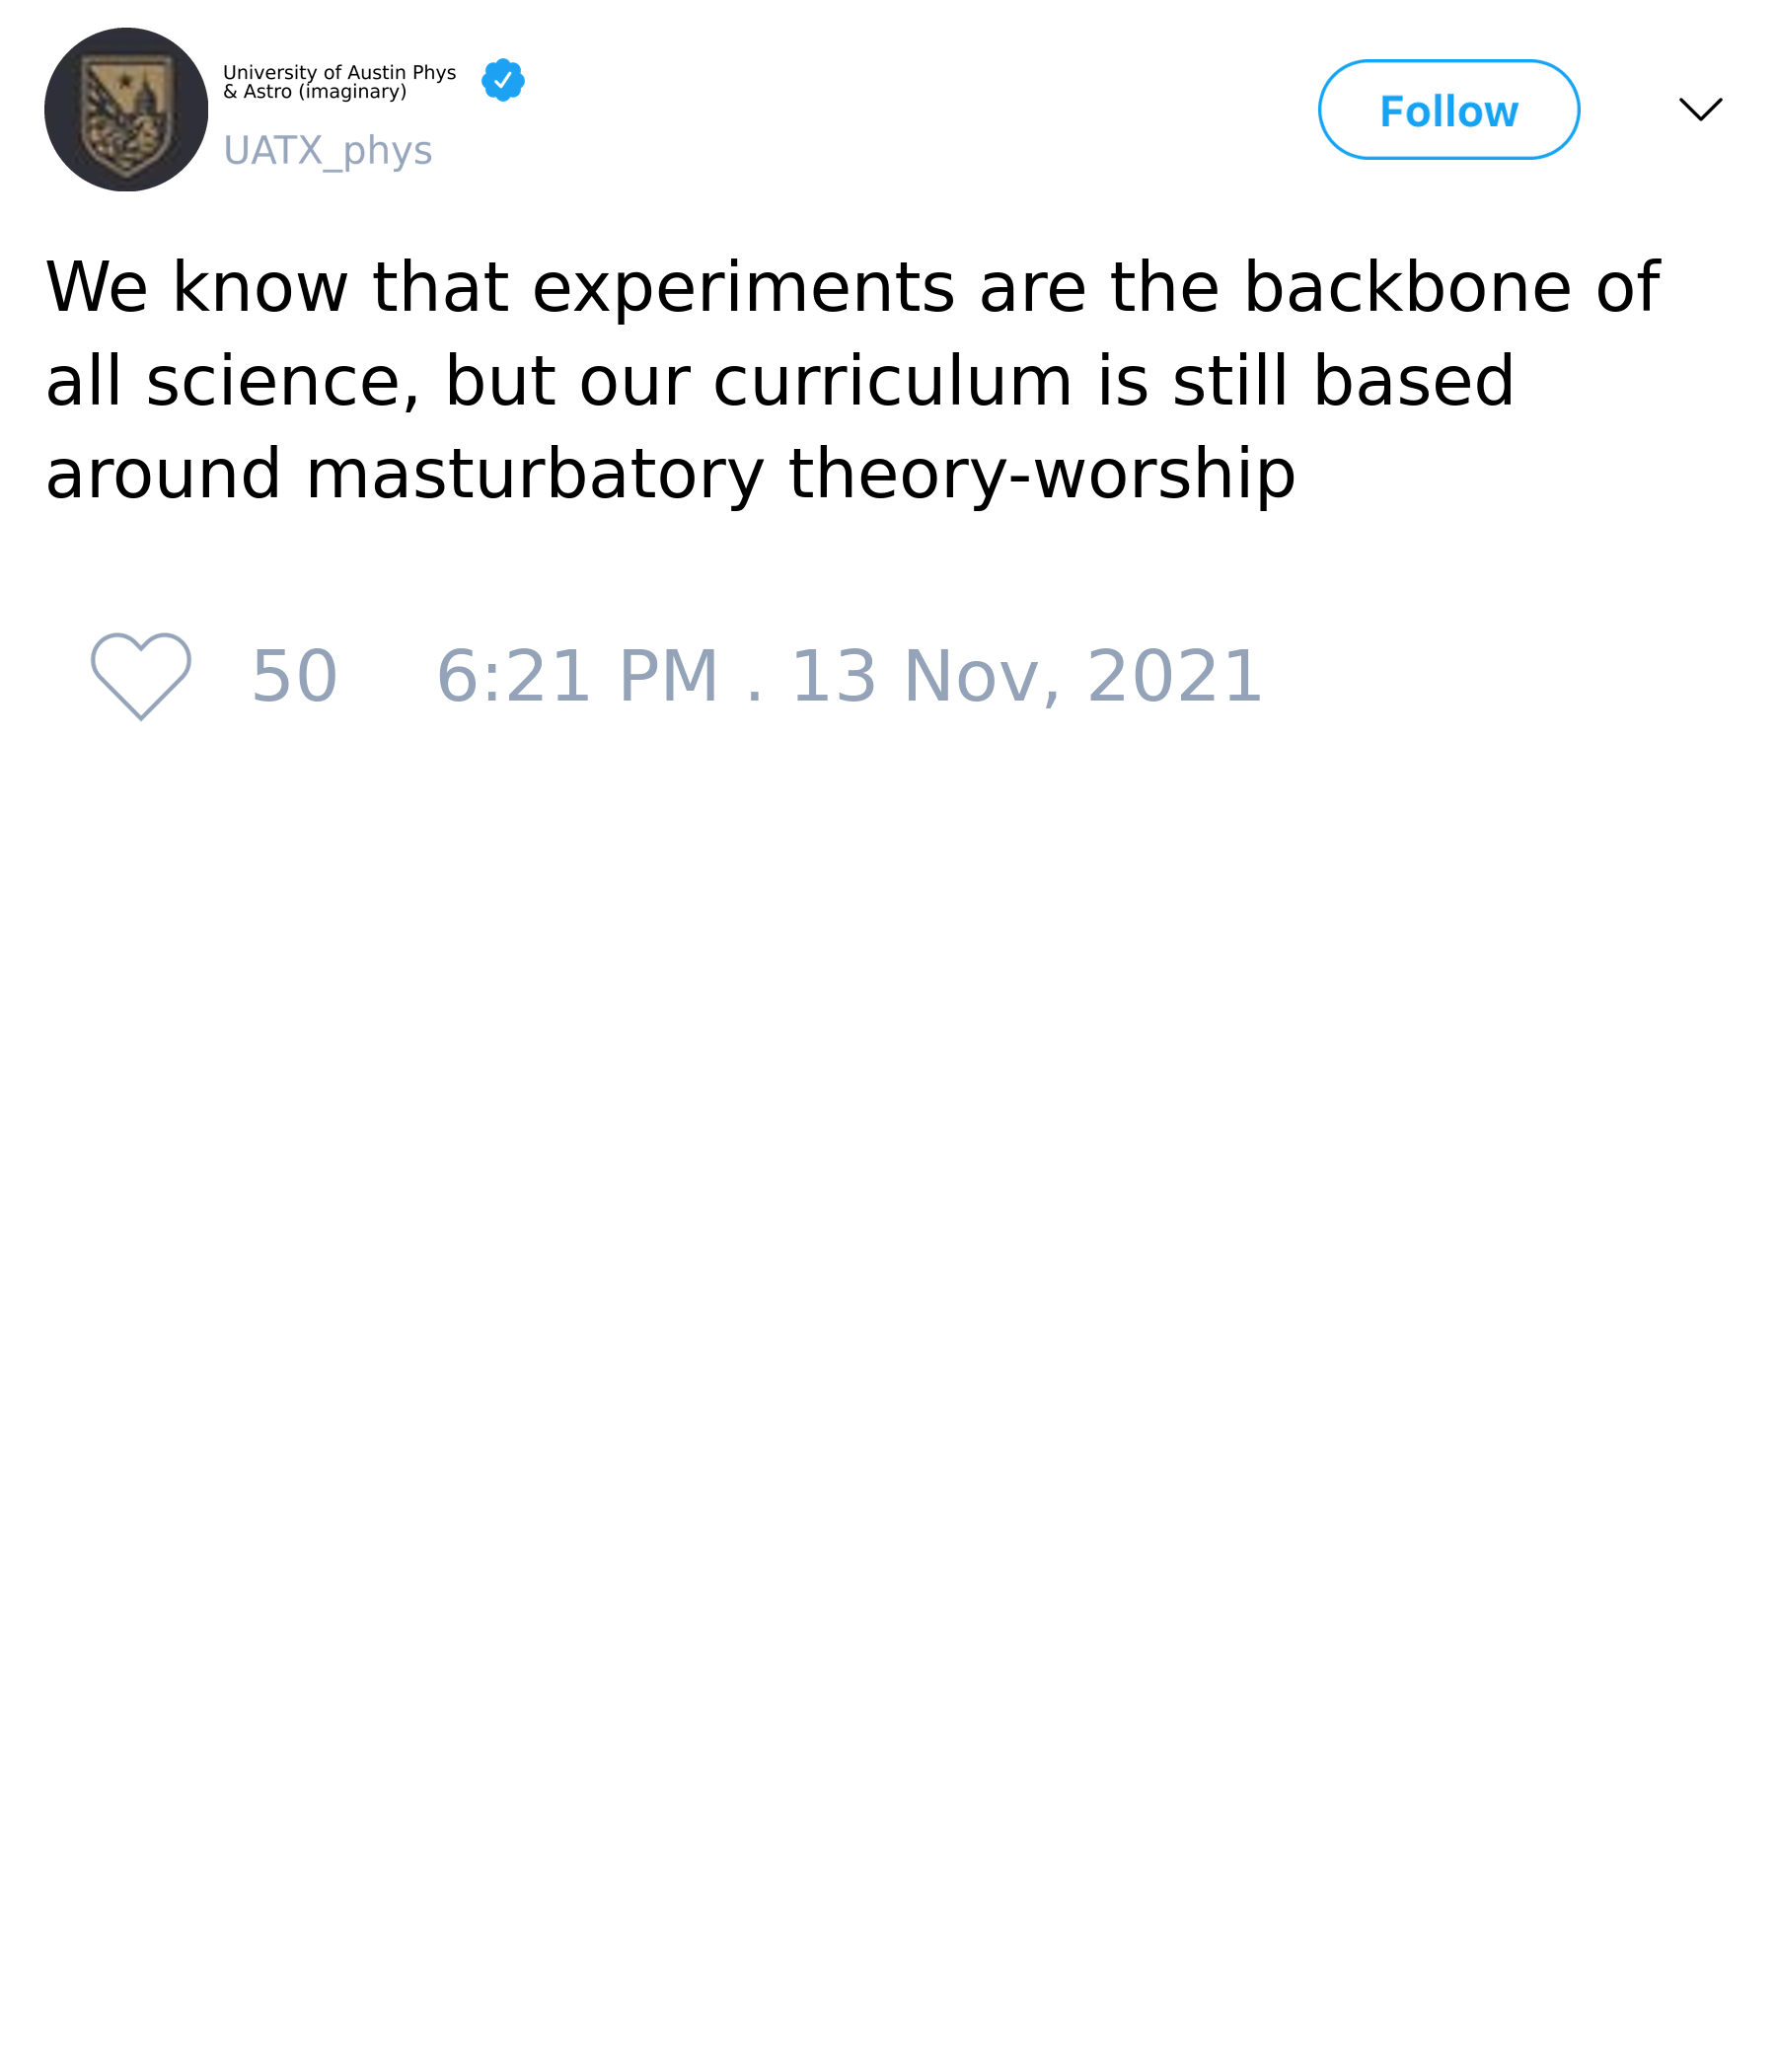 University of Austin Phys
& Astro (imaginary)
UATX_phys
Follow
We know that experiments are the backbone of
all science, but our curriculum is still based
around masturbatory theory-worship
50 6:21 PM . 13 Nov, 2021